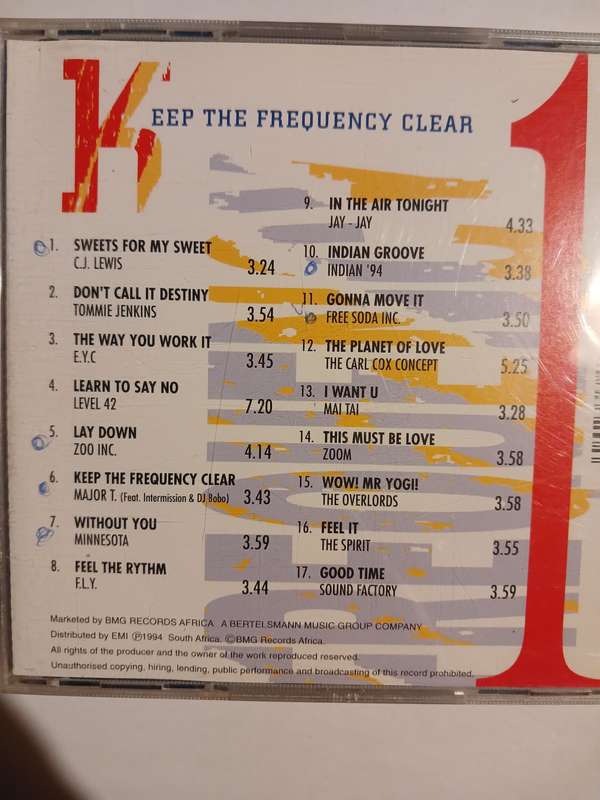 KEEP THE FREQUENCY CLEAR
1. SWEETS FOR MY SWEET
C.J. LEWIS 3.24
2. DON'T CALL IT DESTINY
TOMMIE JENKINS 3.54
3. THE WAY YOU WORK IT
E.Y.C 3.45
4. LEARN TO SAY NO
LEVEL 42 7.20
5. LAY DOWN
ZOO INC. 4.14
6. KEEP THE FREQUENCY CLEAR
MAJOR T. (Feat. Intermission & DJ Bobo) 3.43
7. WITHOUT YOU
MINNESOTA 3.59
8. FEEL THE RYTHM
F.L.Y. 3.44
9. IN THE AIR TONIGHT
JAY - JAY 4.33
10. INDIAN GROOVE
INDIAN '94 3.38
11. GONNA MOVE IT
FREE SODA INC. 3.50
12. THE PLANET OF LOVE
THE CARL COX CONCEPT 5.25
13. I WANT U
MAI TAI 3.28
14. THIS MUST BE LOVE
ZOOM 3.58
15. WOW! MR YOGI!
THE OVERLORDS 3.58
16. FEEL IT
THE SPIRIT 3.55
17. GOOD TIME
SOUND FACTORY 3.59
1
Marketed by BMG RECORDS AFRICA. A BERTELSMANN MUSIC GROUP COMPANY
Distributed by EMI ℗1994 South Africa. ©BMG Records Africa.
All rights of the producer and the owner of the work reproduced reserved.
Unauthorised copying, hiring, lending, public performance and broadcasting of this record prohibited.